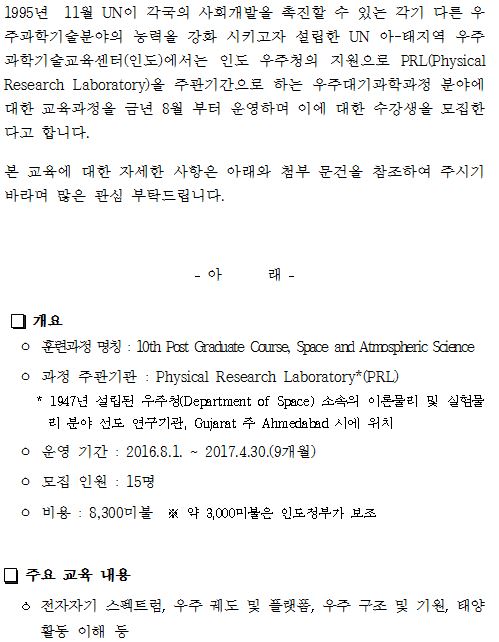 1995년 11월 UN이 각국의 사회개발을 촉진할 수 있는 각기 다른 우
주과학기술분야의 능력을 강화 시키고자 설립한 UN 아-태지역 우주
과학기술교육센터(인도)에서는 인도 우주청의 지원으로 PRL(Physical
Research Laboratory)을 주관기간으로 하는 우주대기과학과정 분야에
대한 교육과정을 금년 8월 부터 운영하며 이에 대한 수강생을 모집한
다고 합니다.
본 교육에 대한 자세한 사항은 아래와 첨부 문건을 참조하여 주시기
바라며 많은 관심 부탁드립니다.
- 아 래 -
❏ 개요
ㅇ 훈련과정 명칭 : 10th Post Graduate Course, Space and Atmospheric Science
ㅇ 과정 주관기관 : Physical Research Laboratory*(PRL)
* 1947년 설립된 우주청(Department of Space) 소속의 이론물리 및 실험물
리 분야 선도 연구기관, Gujarat 주 Ahmedabad 시에 위치
ㅇ 운영 기간 : 2016.8.1. ~ 2017.4.30.(9개월)
ㅇ 모집 인원 : 15명
ㅇ 비용 : 8,300미불 ※ 약 3,000미불은 인도정부가 보조
❏ 주요 교육 내용
ㅇ 전자자기 스펙트럼, 우주 궤도 및 플랫폼, 우주 구조 및 기원, 태양
활동 이해 등